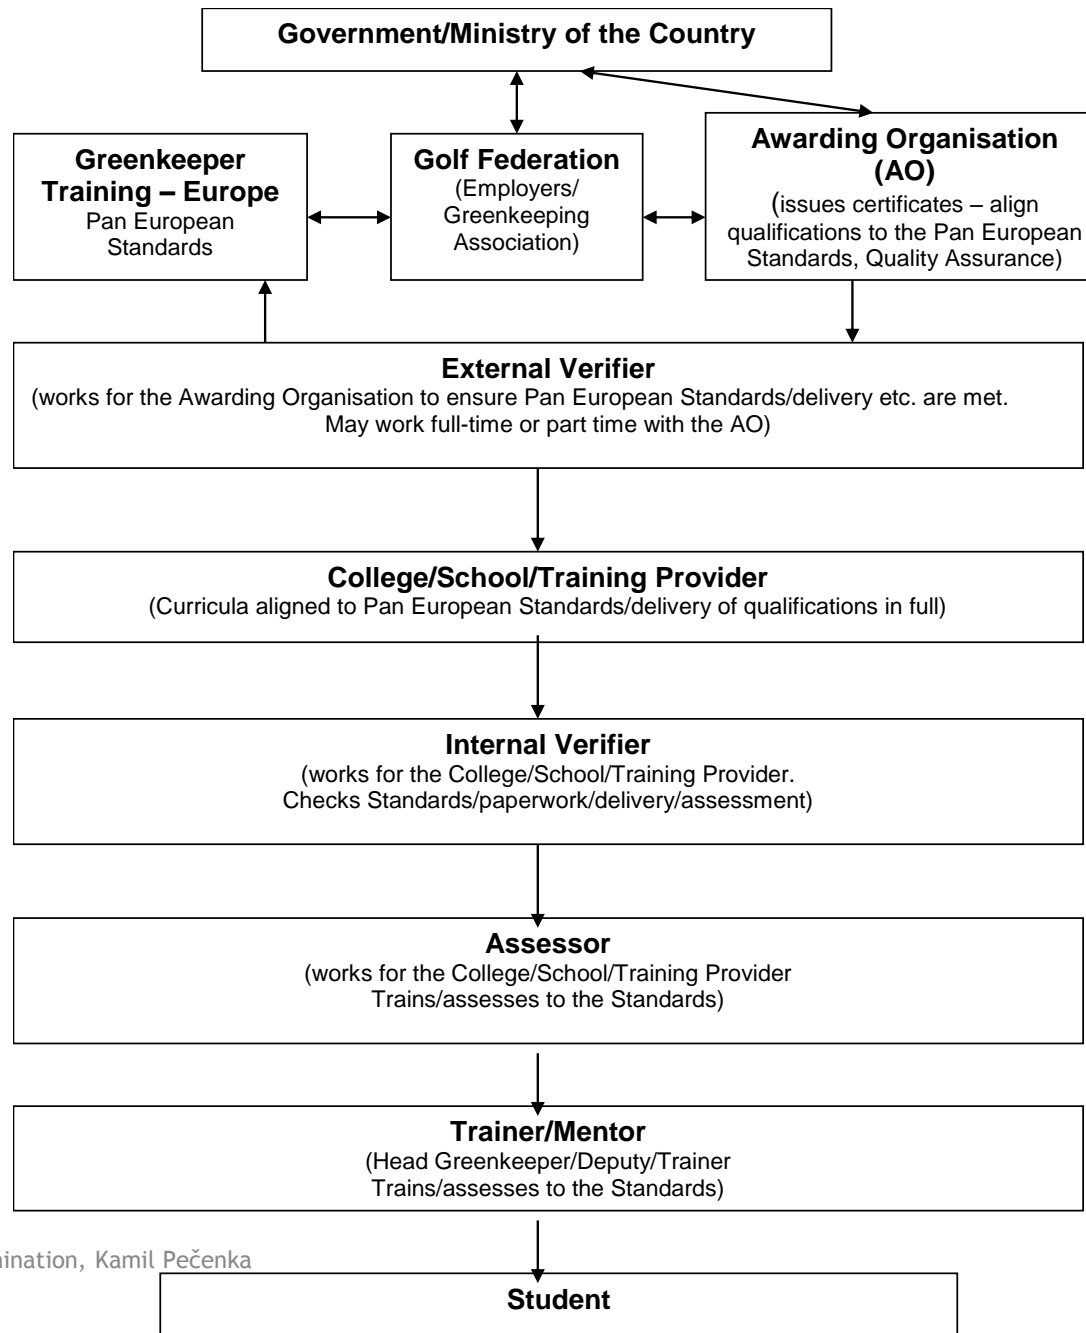 Government/Ministry of the Country
Greenkeeper
Training – Europe
Pan European
Standards
Golf Federation
(Employers/
Greenkeeping
Association)
Awarding Organisation
(AO)
(issues certificates – align
qualifications to the Pan European
Standards, Quality Assurance)
External Verifier
(works for the Awarding Organisation to ensure Pan European Standards/delivery etc. are met.
May work full-time or part time with the AO)
College/School/Training Provider
(Curricula aligned to Pan European Standards/delivery of qualifications in full)
Internal Verifier
(works for the College/School/Training Provider.
Checks Standards/paperwork/delivery/assessment)
Assessor
(works for the College/School/Training Provider
Trains/assesses to the Standards)
Trainer/Mentor
(Head Greenkeeper/Deputy/Trainer
Trains/assesses to the Standards)
Kamil Pečenka
Student